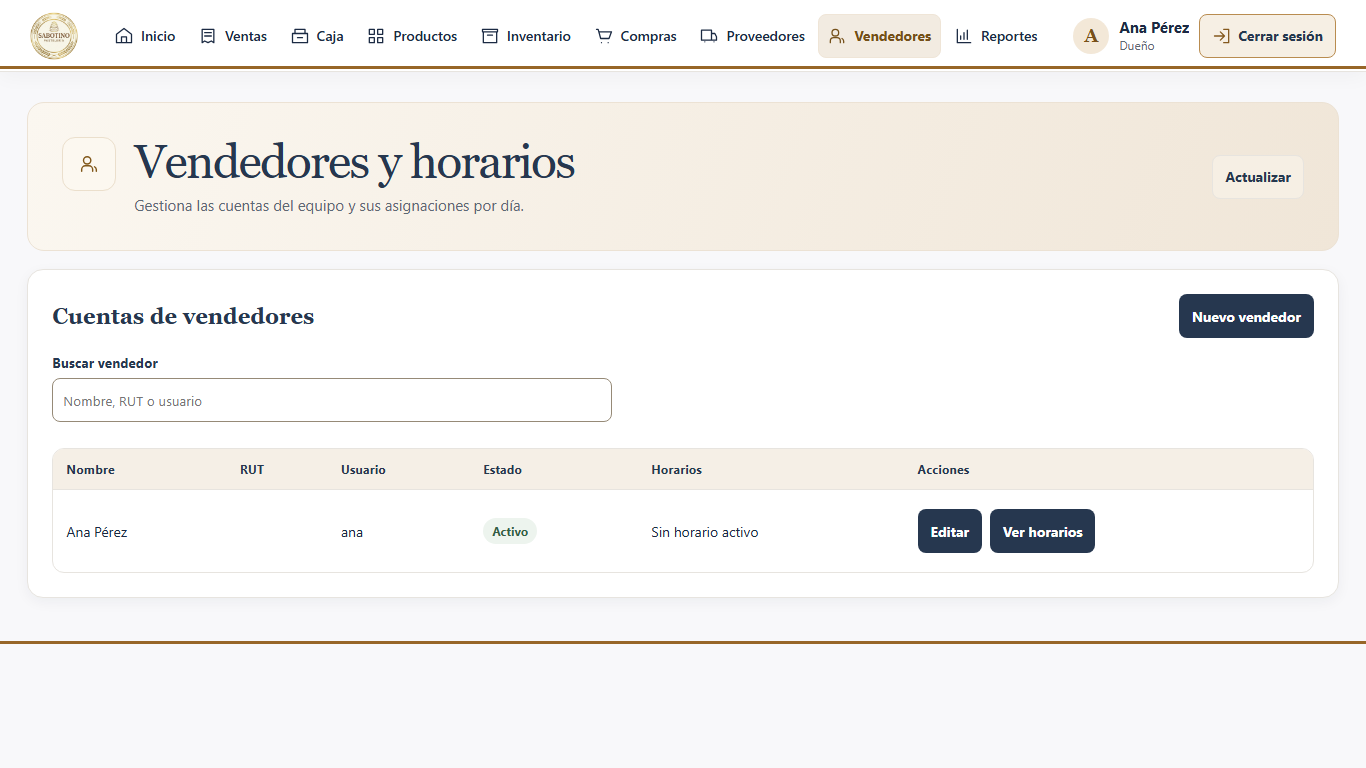 SABOTINO
Inicio
Ventas
Caja
Productos
Inventario
Compras
Proveedores
Vendedores
Reportes
A
Ana Pérez
Dueño
Cerrar sesión
Vendedores y horarios
Gestiona las cuentas del equipo y sus asignaciones por día.
Actualizar
Cuentas de vendedores
Nuevo vendedor
Buscar vendedor
Nombre, RUT o usuario
Nombre RUT Usuario Estado Horarios Acciones
Ana Pérez ana Activo Sin horario activo Editar Ver horarios